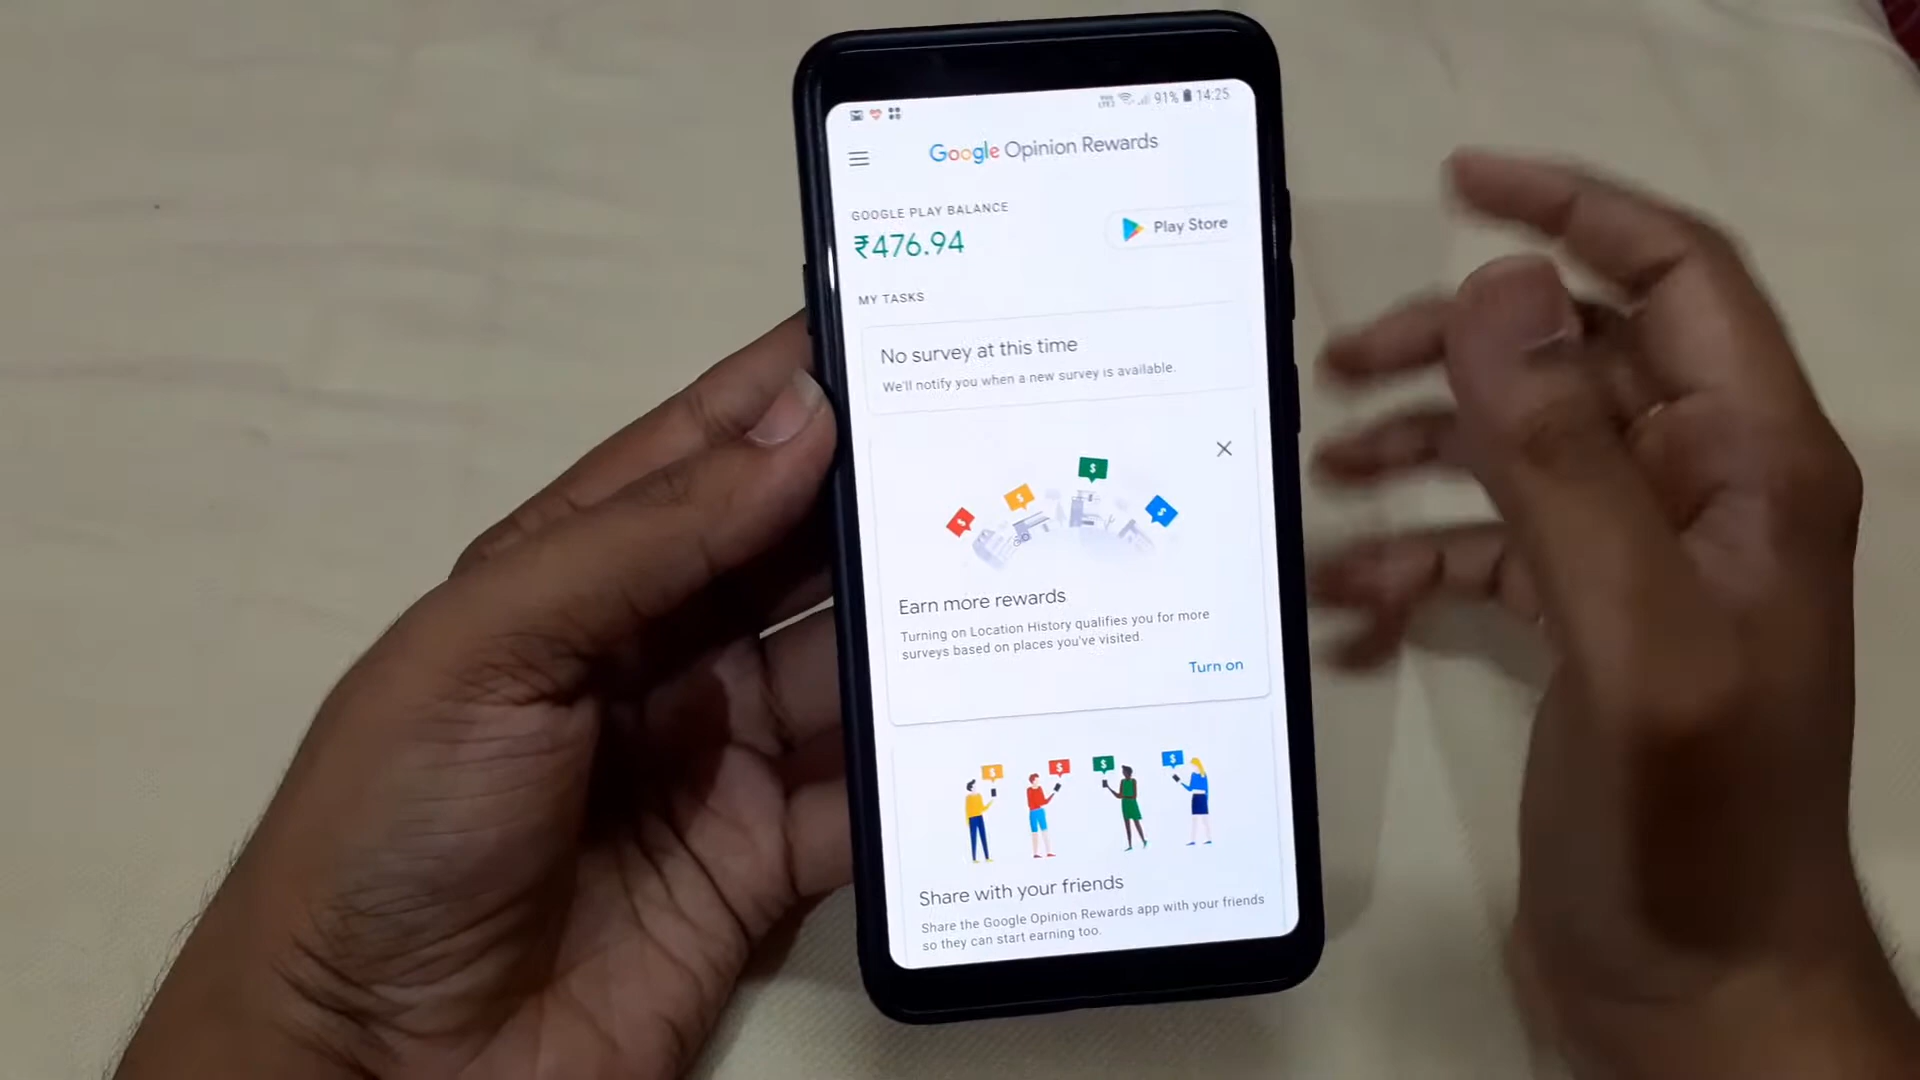 91% 14:25
Google Opinion Rewards
GOOGLE PLAY BALANCE
₹476.94
Play Store
MY TASKS
No survey at this time
We'll notify you when a new survey is available.
$ $ $ $
Earn more rewards
Turning on Location History qualifies you for more
surveys based on places you've visited.
Turn on
$ $ $ $
Share with your friends
Share the Google Opinion Rewards app with your friends
so they can start earning too.